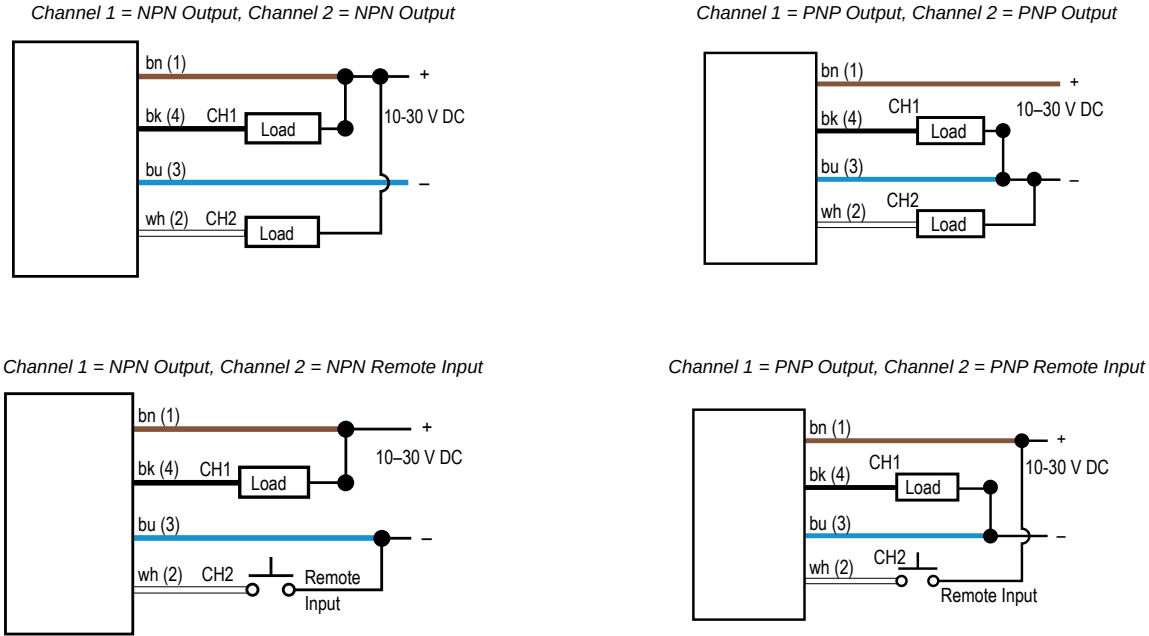 Channel 1 = NPN Output, Channel 2 = NPN Output
bn (1)
+
bk (4) CH1
Load
10-30 V DC
bu (3)
–
wh (2) CH2
Load
Channel 1 = PNP Output, Channel 2 = PNP Output
bn (1)
+
CH1
10–30 V DC
bk (4)
Load
bu (3)
–
CH2
wh (2)
Load
Channel 1 = NPN Output, Channel 2 = NPN Remote Input
bn (1)
+
10–30 V DC
bk (4) CH1
Load
bu (3)
–
wh (2) CH2
Remote
Input
Channel 1 = PNP Output, Channel 2 = PNP Remote Input
bn (1)
+
CH1
10-30 V DC
bk (4)
Load
bu (3)
–
CH2
wh (2)
Remote Input